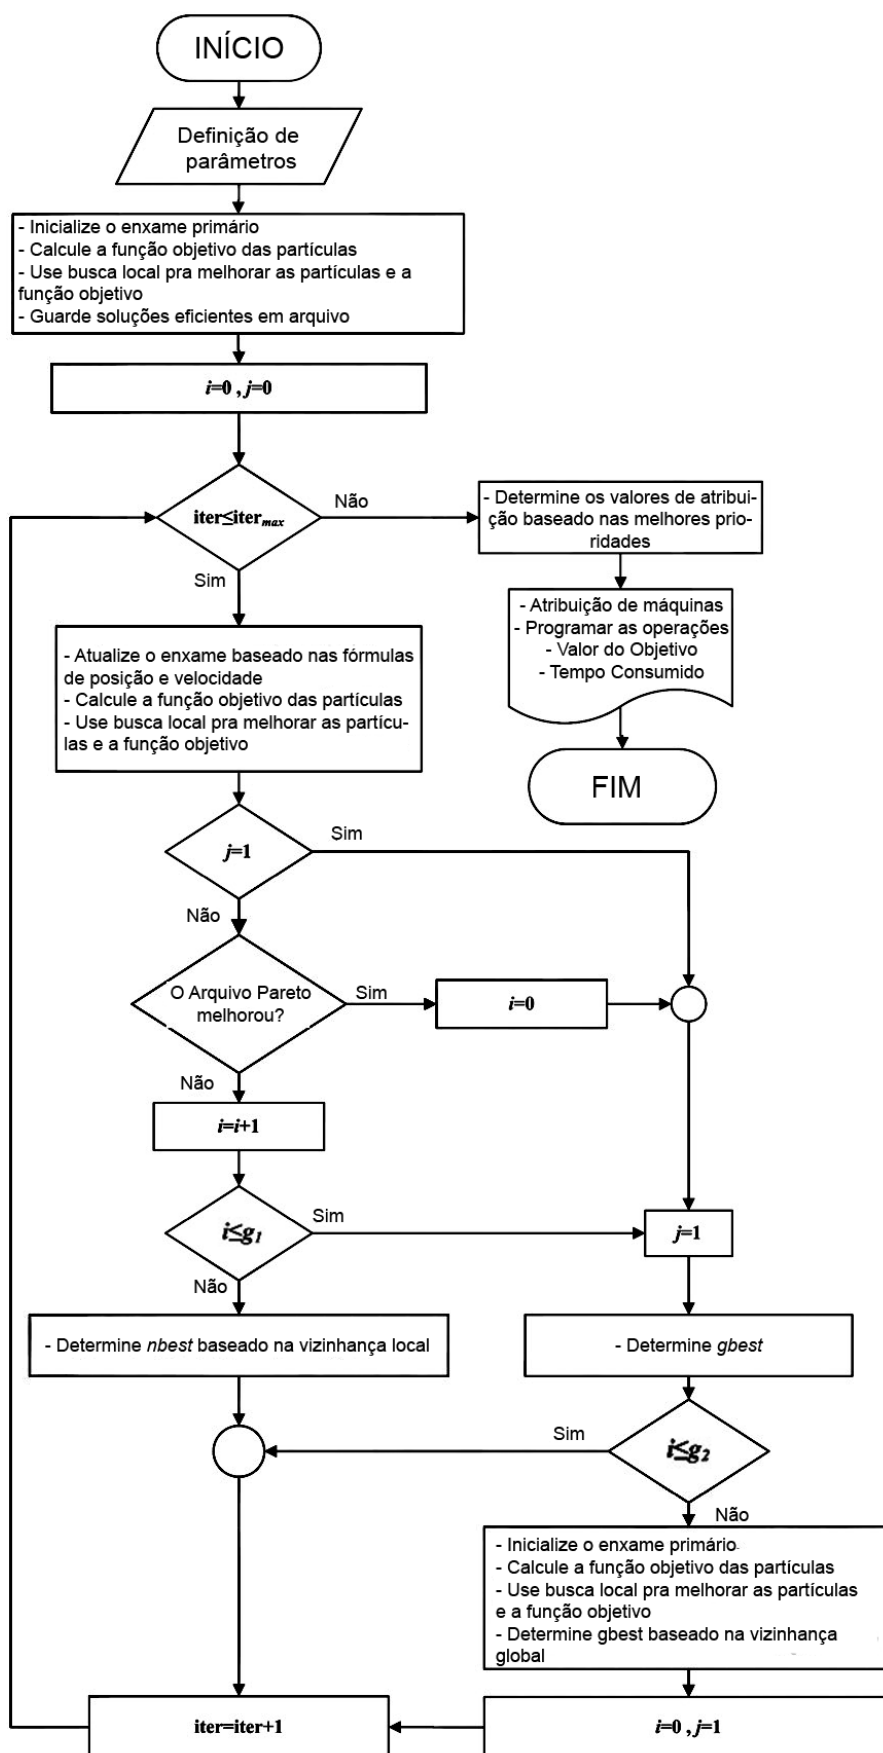 INÍCIO
Definição de
parâmetros
- Inicialize o enxame primário
- Calcule a função objetivo das partículas
- Use busca local pra melhorar as partículas e a
função objetivo
- Guarde soluções eficientes em arquivo
i=0 , j=0
iter≤iter_max
Não
- Determine os valores de atribui-
ção baseado nas melhores prio-
ridades
Sim
- Atribuição de máquinas
- Programar as operações
- Valor do Objetivo
- Tempo Consumido
- Atualize o enxame baseado nas fórmulas
de posição e velocidade
- Calcule a função objetivo das partículas
- Use busca local pra melhorar as partícu-
las e a função objetivo
FIM
j=1
Sim
Não
O Arquivo Pareto
melhorou?
Sim
i=0
Não
i=i+1
i≤g1
Sim
j=1
Não
- Determine nbest baseado na vizinhança local
- Determine gbest
Sim
i≤g2
Não
- Inicialize o enxame primário
- Calcule a função objetivo das partículas
- Use busca local pra melhorar as partículas
e a função objetivo
- Determine gbest baseado na vizinhança
global
iter=iter+1
i=0 , j=1